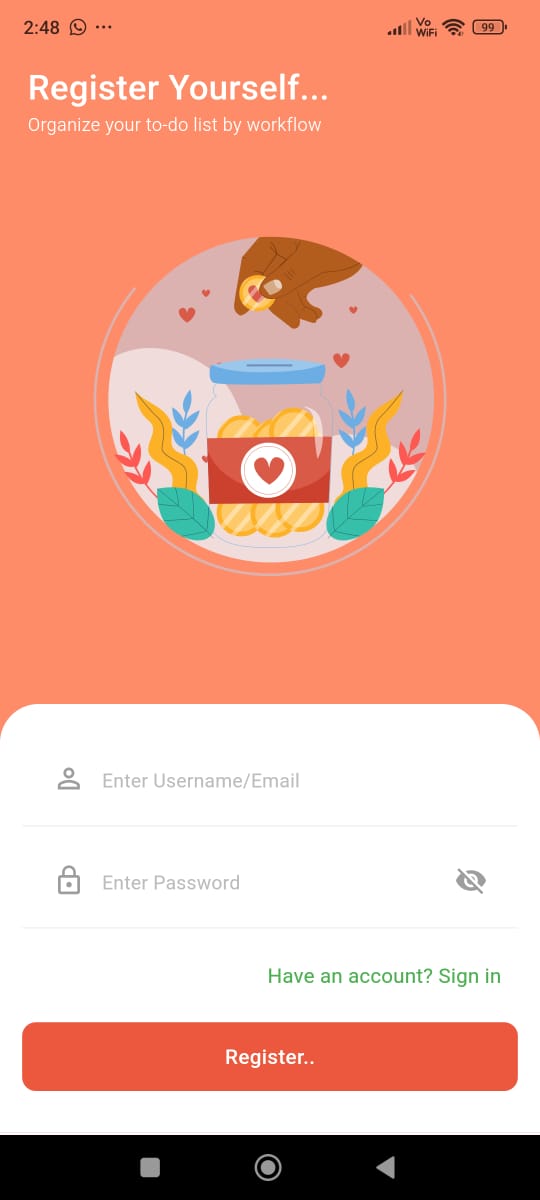 2:48
Vo
WiFi
99
Register Yourself...
Organize your to-do list by workflow
Enter Username/Email
Enter Password
Have an account? Sign in
Register..